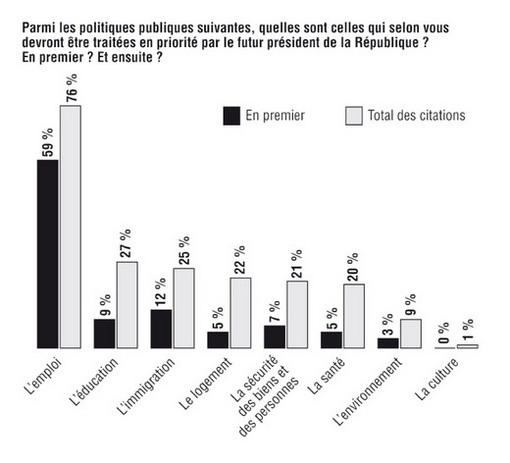 Parmi les politiques publiques suivantes, quelles sont celles qui selon vous
devront être traitées en priorité par le futur président de la République ?
En premier ? Et ensuite ?
En premier
Total des citations
59 %
76 %
9 %
27 %
12 %
25 %
5 %
22 %
7 %
21 %
5 %
20 %
3 %
9 %
0 %
1 %
L'emploi
L'éducation
L'immigration
Le logement
La sécurité
des biens et
des personnes
La santé
L'environnement
La culture